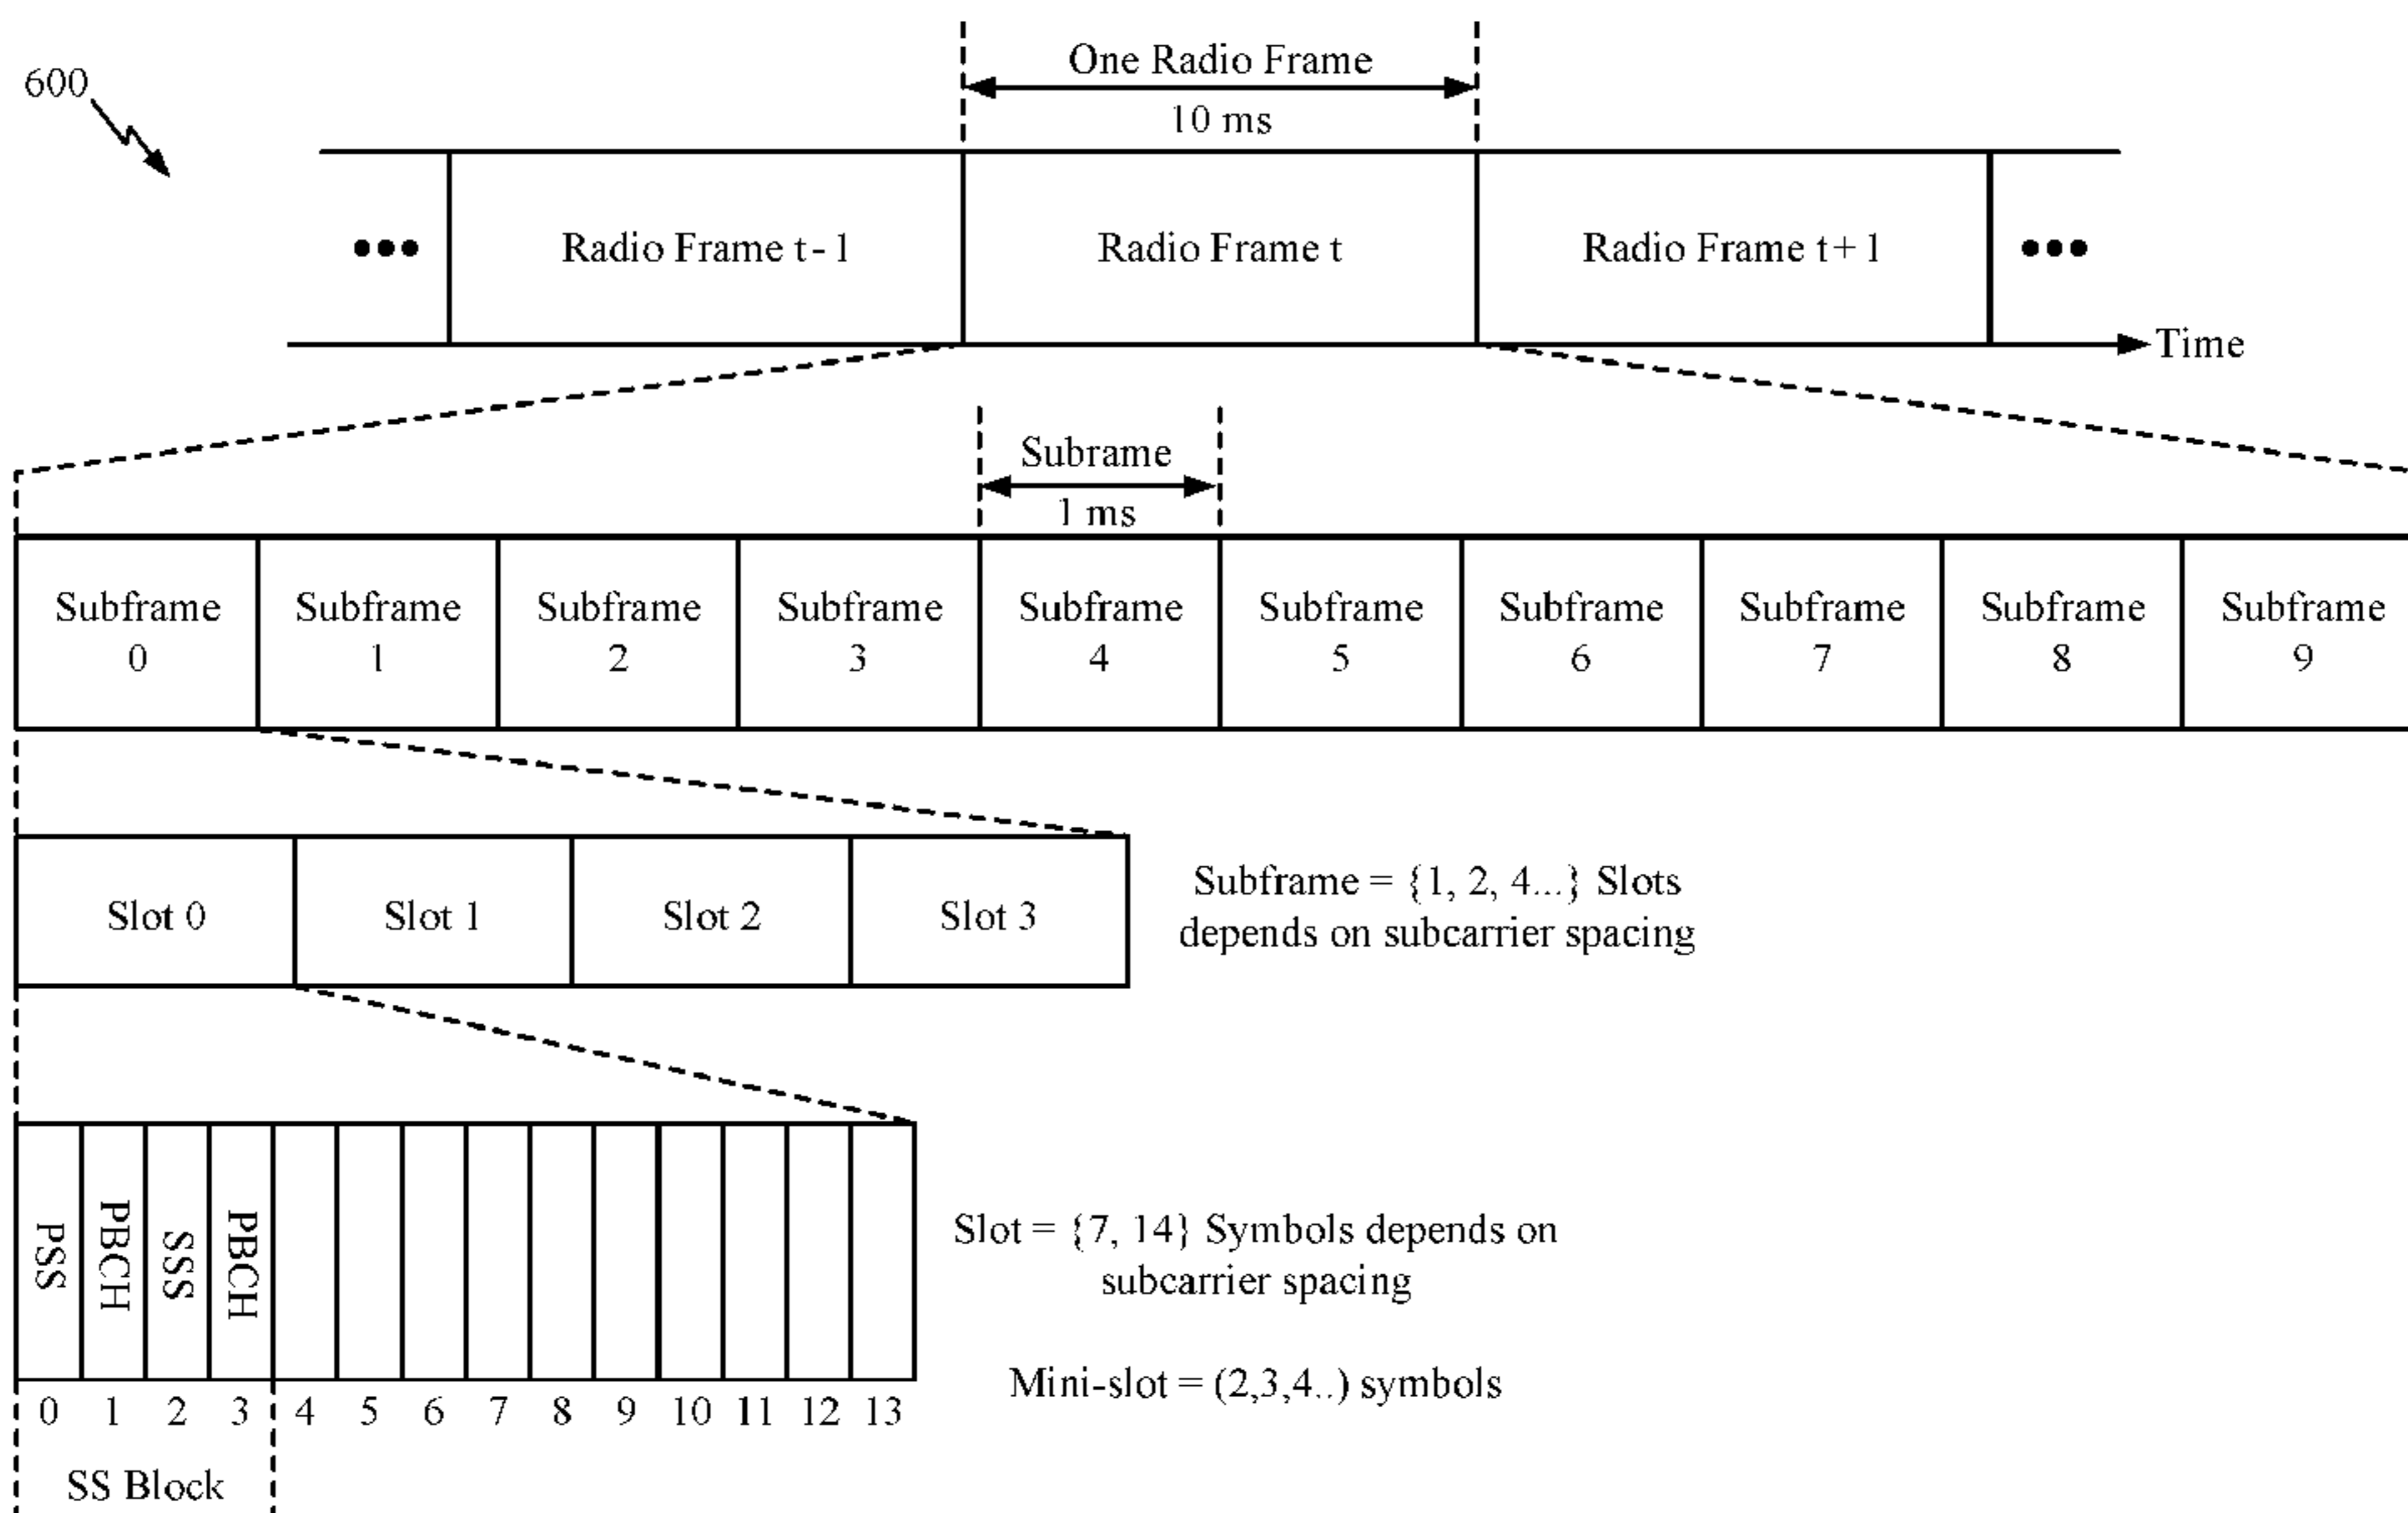 600
One Radio Frame
10 ms
••• Radio Frame t-1 Radio Frame t Radio Frame t+1 •••
Time
Subrame
1 ms
Subframe 0
Subframe 1
Subframe 2
Subframe 3
Subframe 4
Subframe 5
Subframe 6
Subframe 7
Subframe 8
Subframe 9
Slot 0 Slot 1 Slot 2 Slot 3
Subframe = {1, 2, 4...} Slots
depends on subcarrier spacing
PSS
PBCH
SSS
PBCH
Slot = {7, 14} Symbols depends on
subcarrier spacing
Mini-slot = (2,3,4..) symbols
0 1 2 3 4 5 6 7 8 9 10 11 12 13
SS Block